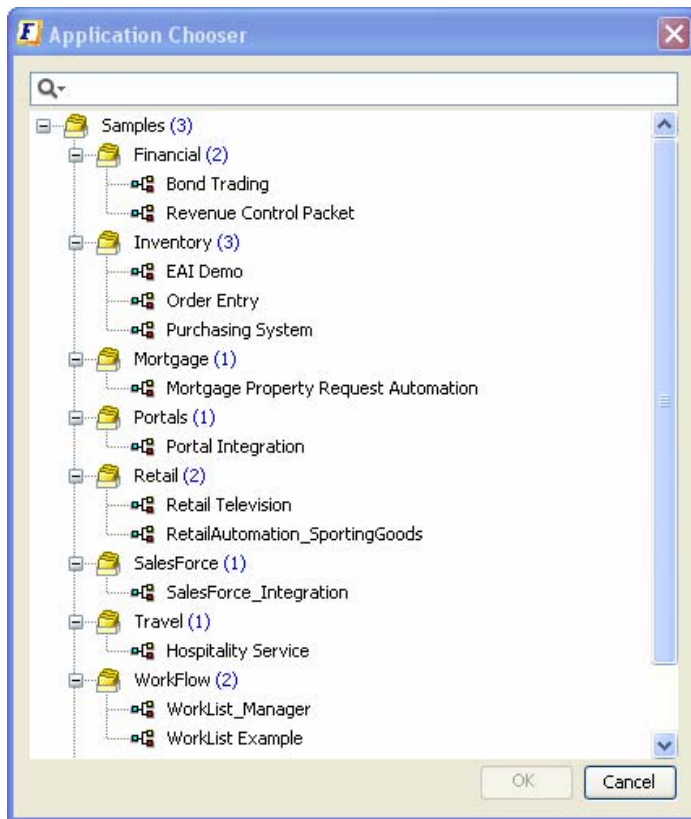 Application Chooser
Samples (3)
Financial (2)
Bond Trading
Revenue Control Packet
Inventory (3)
EAI Demo
Order Entry
Purchasing System
Mortgage (1)
Mortgage Property Request Automation
Portals (1)
Portal Integration
Retail (2)
Retail Television
RetailAutomation_SportingGoods
SalesForce (1)
SalesForce_Integration
Travel (1)
Hospitality Service
WorkFlow (2)
WorkList_Manager
WorkList Example
OK Cancel